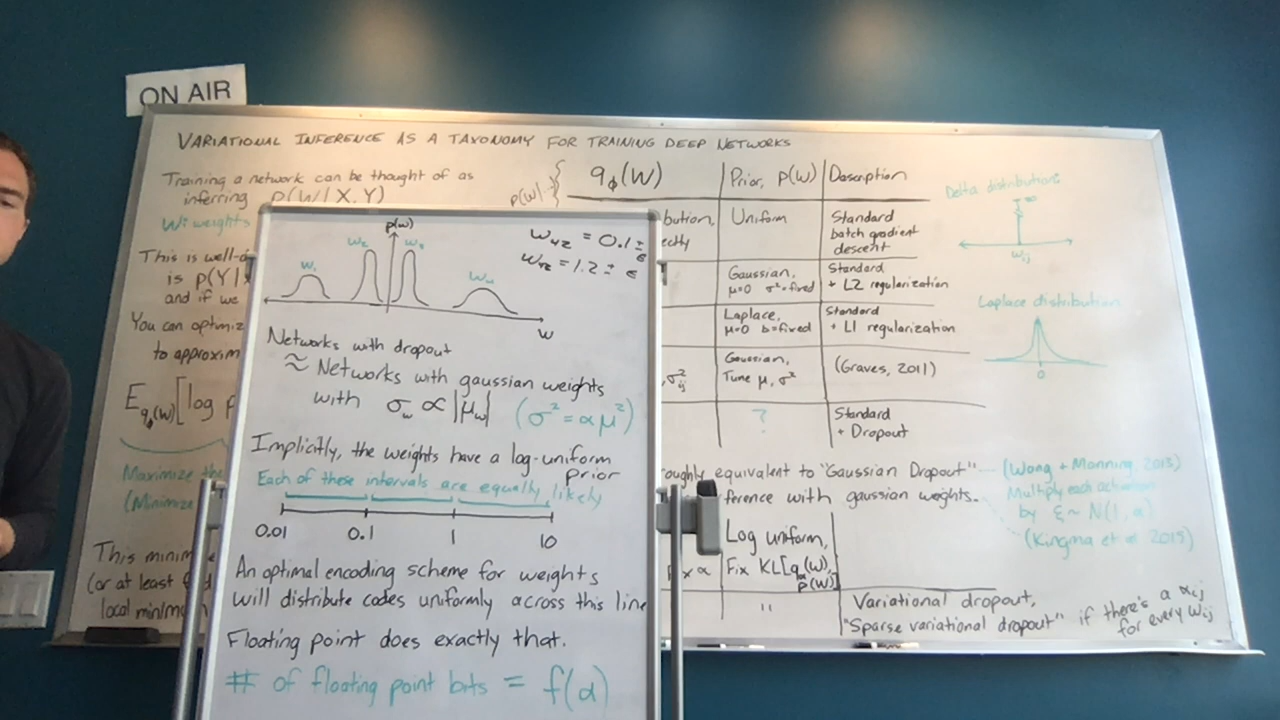 ON AIR
VARIATIONAL INFERENCE AS A TAXONOMY FOR TRAINING DEEP NETWORKS
Training a network can be thought of as
inferring p(W|X,Y)
W: weights
This is well-d
is p(Y|X
and if we
You can optimiz
to approxim
E_qϕ(W)[log p
Maximize the
(Minimize
This minim
(or at least f
local minim
p(W|...
qϕ(W)
Prior, p(W)
Description
bution,
ectly
Uniform
Standard
batch gradient
descent
Gaussian,
μ=0 σ²=fixed
Standard
+ L2 regularization
Laplace,
μ=0 b=fixed
Standard
+ L1 regularization
, σ²ij
Gaussian,
Tune μ, σ²
(Graves, 2011)
?
Standard
+ Dropout
oughly equivalent to "Gaussian Dropout"
ference with gaussian weights.
(Wang + Manning, 2013)
Multiply each activation
by ξ ~ N(1, α)
(Kingma et al 2015)
Log uniform,
Fix KL[q(W),
p(W)]
x α
"
Variational dropout,
"Sparse variational dropout" if there's a αij
for every wij
Delta distribution:
∞
wij
Laplace distribution
0
p(w)
w
w₄₂ = 0.1 ± ε
= 1.2 ± ε
Networks with dropout
≈ Networks with gaussian weights
with σw ∝ |μw| (σ² = αμ²)
Implicitly, the weights have a log-uniform
prior
Each of these intervals are equally likely
0.01 0.1 1 10
An optimal encoding scheme for weights
will distribute codes uniformly across this line
Floating point does exactly that.
# of floating point bits = f(α)